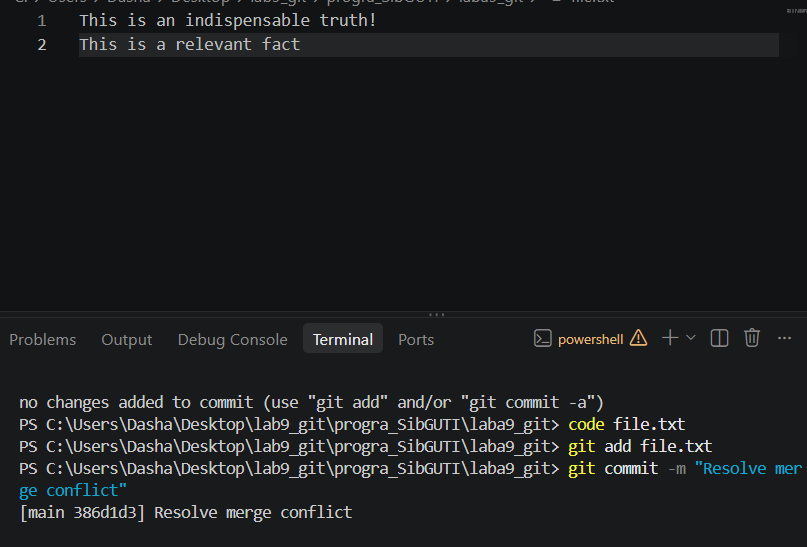 1 This is an indispensable truth!
2 This is a relevant fact
Problems Output Debug Console Terminal Ports powershell
no changes added to commit (use "git add" and/or "git commit -a")
PS C:\Users\Dasha\Desktop\lab9_git\progra_SibGUTI\laba9_git> code file.txt
PS C:\Users\Dasha\Desktop\lab9_git\progra_SibGUTI\laba9_git> git add file.txt
PS C:\Users\Dasha\Desktop\lab9_git\progra_SibGUTI\laba9_git> git commit -m "Resolve mer
ge conflict"
[main 386d1d3] Resolve merge conflict